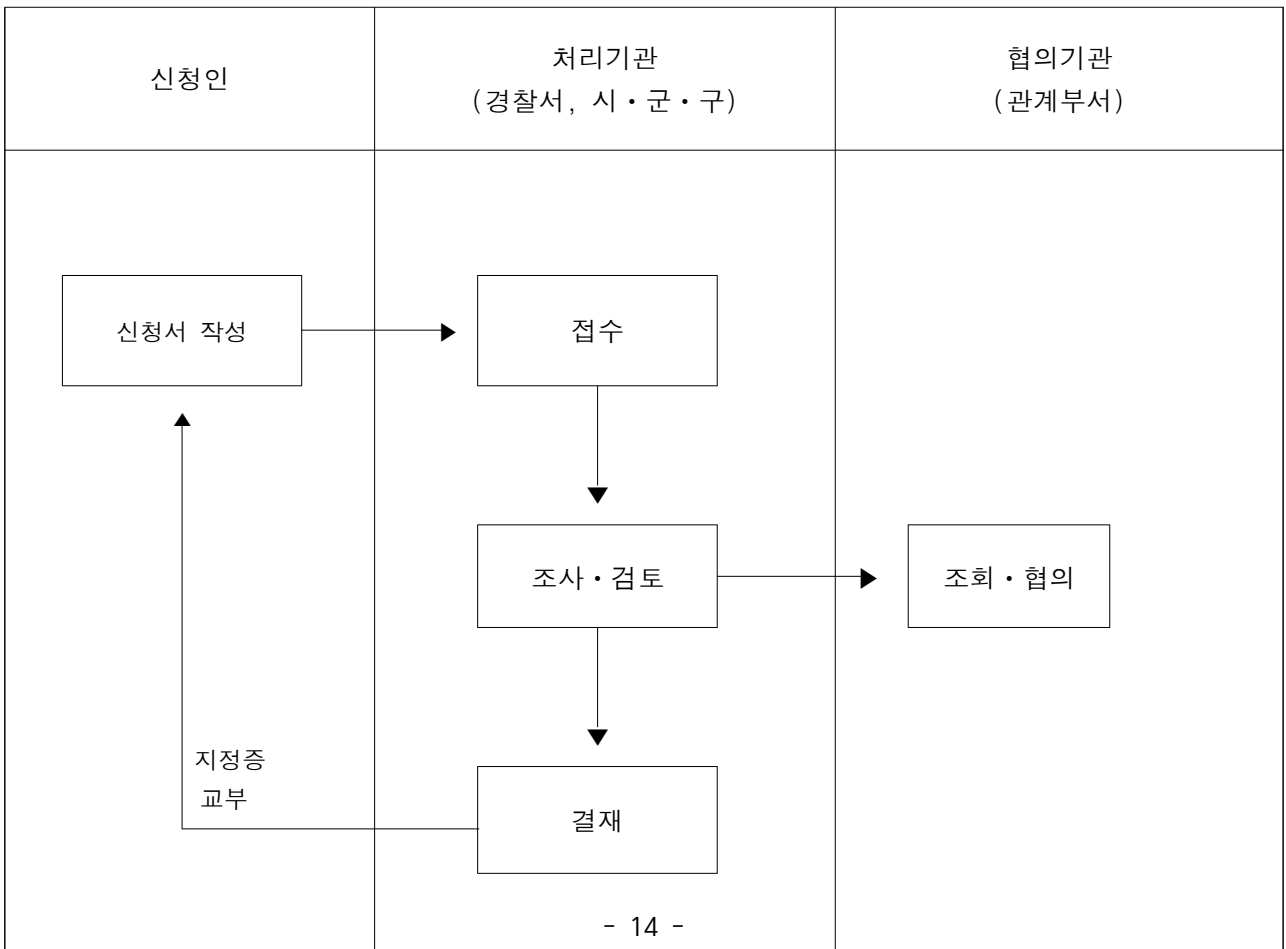 신청인
처리기관
(경찰서, 시・군・구)
협의기관
(관계부서)
신청서 작성
접수
조사・검토
조회・협의
지정증
교부
결재
- 14 -